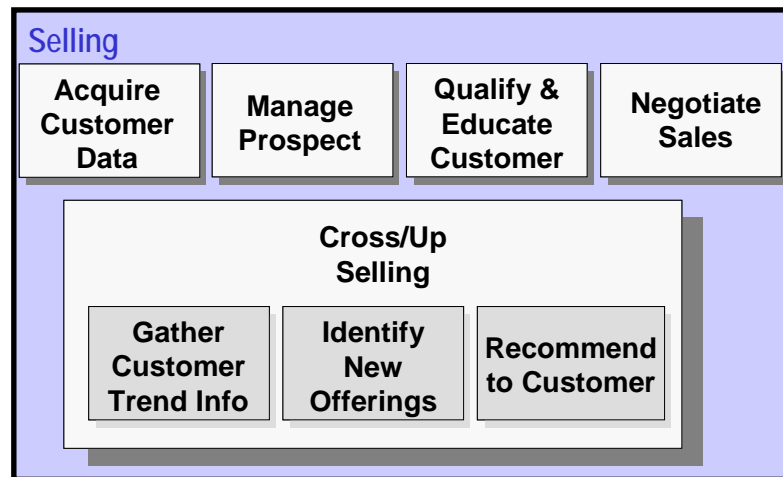 Selling
Acquire
Customer
Data
Manage
Prospect
Qualify &
Educate
Customer
Negotiate
Sales
Cross/Up
Selling
Gather
Customer
Trend Info
Identify
New
Offerings
Recommend
to Customer